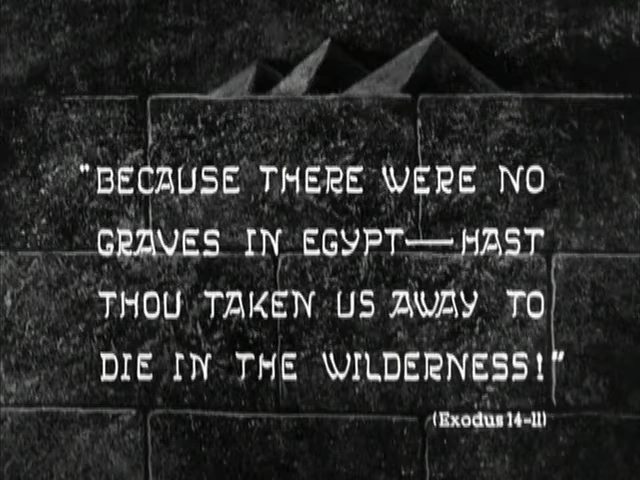 "BECAUSE THERE WERE NO
GRAVES IN EGYPT—HAST
THOU TAKEN US AWAY TO
DIE IN THE WILDERNESS!"
(Exodus 14-11)